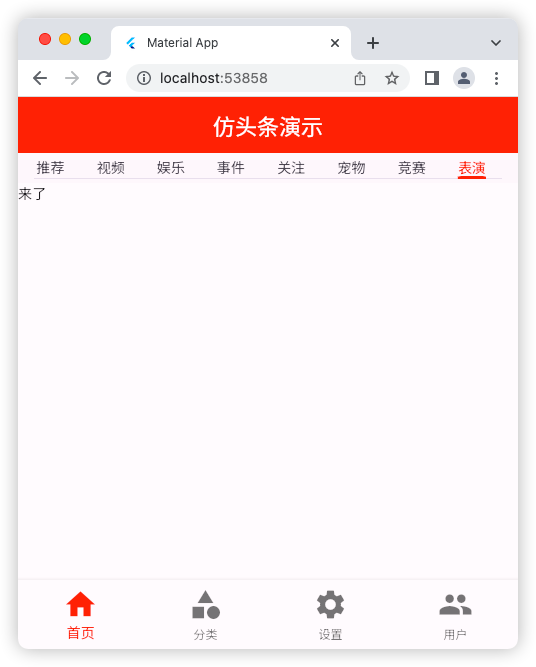 Material App
localhost:53858
仿头条演示
推荐 视频 娱乐 事件 关注 宠物 竞赛 表演
来了
首页 分类 设置 用户